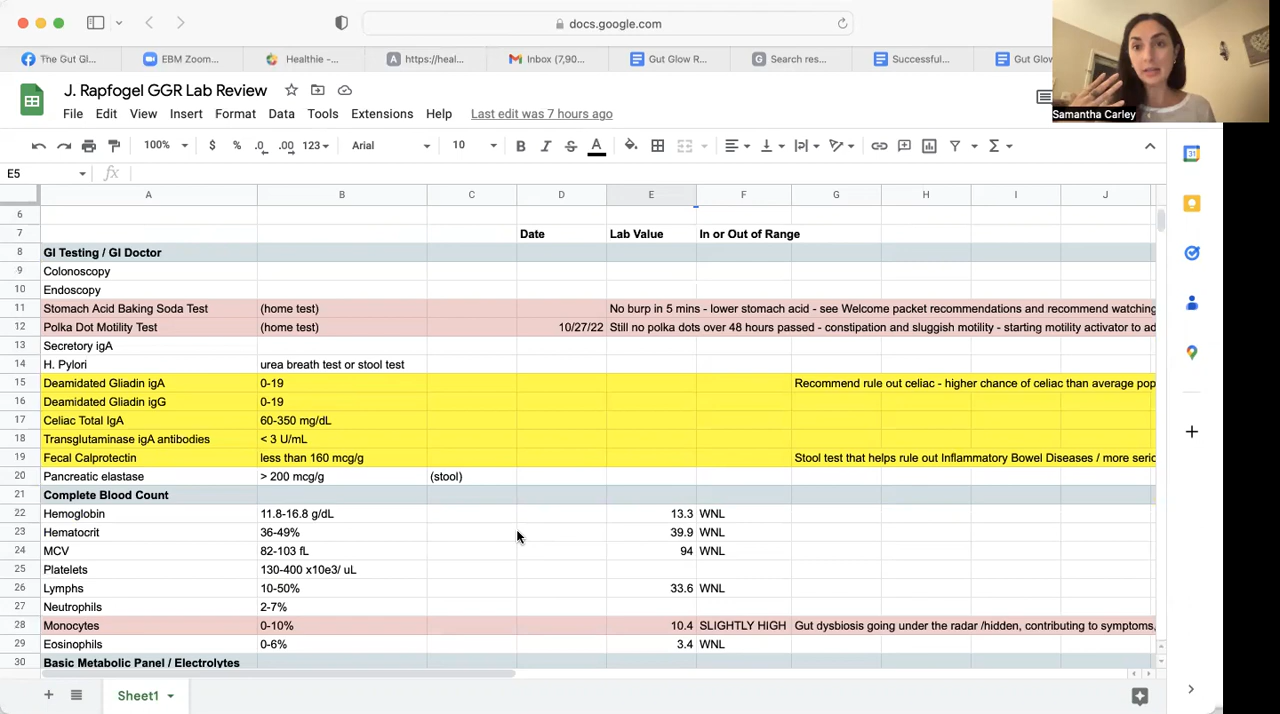 docs.google.com
The Gut Gl... EBM Zoom... Healthie -... https://heal... Inbox (7,90... Gut Glow R... Search res... Successful... Gut Glow
J. Rapfogel GGR Lab Review
Samantha Carley
File Edit View Insert Format Data Tools Extensions Help Last edit was 7 hours ago
100% $ % .0 .00 123 Arial 10 B I S A
E5 fx
A B C D E F G H I J
6
7 Date Lab Value In or Out of Range
8 GI Testing / GI Doctor
9 Colonoscopy
10 Endoscopy
11 Stomach Acid Baking Soda Test (home test) No burp in 5 mins - lower stomach acid - see Welcome packet recommendations and recommend watching
12 Polka Dot Motility Test (home test) 10/27/22 Still no polka dots over 48 hours passed - constipation and sluggish motility - starting motility activator to ad
13 Secretory igA
14 H. Pylori urea breath test or stool test
15 Deamidated Gliadin igA 0-19 Recommend rule out celiac - higher chance of celiac than average pop
16 Deamidated Gliadin igG 0-19
17 Celiac Total IgA 60-350 mg/dL
18 Transglutaminase igA antibodies < 3 U/mL
19 Fecal Calprotectin less than 160 mcg/g Stool test that helps rule out Inflammatory Bowel Diseases / more serio
20 Pancreatic elastase > 200 mcg/g (stool)
21 Complete Blood Count
22 Hemoglobin 11.8-16.8 g/dL 13.3 WNL
23 Hematocrit 36-49% 39.9 WNL
24 MCV 82-103 fL 94 WNL
25 Platelets 130-400 x10e3/ uL
26 Lymphs 10-50% 33.6 WNL
27 Neutrophils 2-7%
28 Monocytes 0-10% 10.4 SLIGHTLY HIGH Gut dysbiosis going under the radar /hidden, contributing to symptoms,
29 Eosinophils 0-6% 3.4 WNL
30 Basic Metabolic Panel / Electrolytes
Sheet1
31